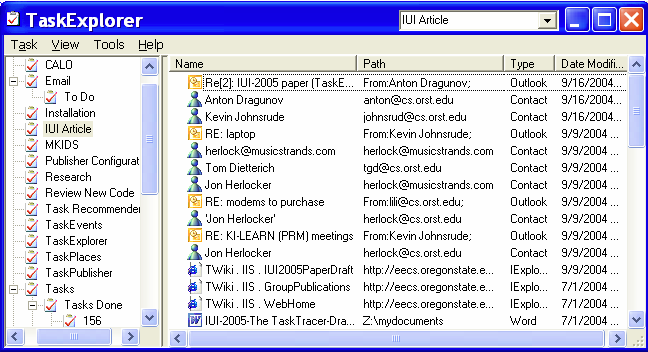 TaskExplorer
IUI Article
Task View Tools Help
CALO
Email
To Do
Installation
IUI Article
MKIDS
Publisher Configurat
Research
Review New Code
Task Recommender
TaskEvents
TaskExplorer
TaskPlaces
TaskPublisher
Tasks
Tasks Done
156
Name Path Type Date Modifi...
Re[2]: IUI-2005 paper (TaskE... From:Anton Dragunov; Outlook 9/16/2004 ...
Anton Dragunov anton@cs.orst.edu Contact 9/16/2004 ...
Kevin Johnsrude johnsrud@cs.orst.edu Contact 9/16/2004 ...
RE: laptop From:Kevin Johnsrude; Outlook 9/9/2004 ...
herlock@musicstrands.com herlock@musicstrands.com Contact 9/9/2004 ...
Tom Dietterich tgd@cs.orst.edu Contact 9/9/2004 ...
Jon Herlocker herlock@musicstrands.com Contact 9/9/2004 ...
RE: modems to purchase From:lili@cs.orst.edu; Outlook 9/9/2004 ...
'Jon Herlocker' herlock@cs.orst.edu Contact 9/9/2004 ...
RE: KI-LEARN (PRM) meetings From:Kevin Johnsrude; Outlook 9/9/2004 ...
Jon Herlocker herlock@cs.orst.edu Contact 9/9/2004 ...
TWiki . IIS . IUI2005PaperDraft http://eecs.oregonstate.e... IExplo... 9/9/2004 ...
TWiki . IIS . GroupPublications http://eecs.oregonstate.e... IExplo... 7/1/2004 ...
TWiki . IIS . WebHome http://eecs.oregonstate.e... IExplo... 7/1/2004 ...
IUI-2005-The TaskTracer-Dra... Z:\mydocuments Word 7/1/2004 ...